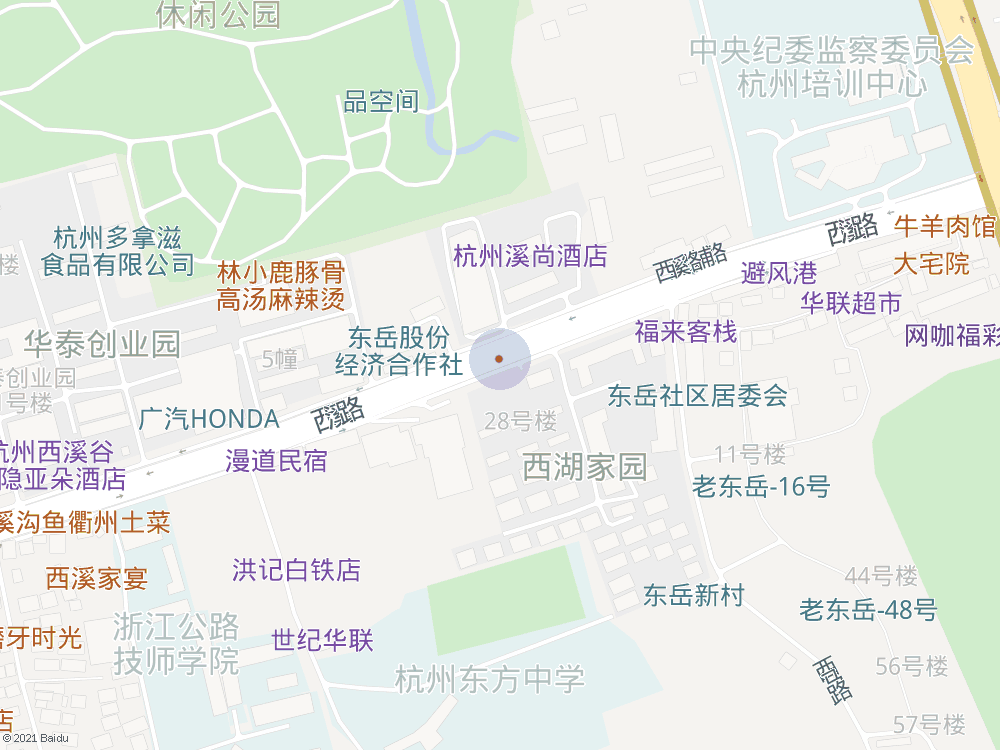 休闲公园
中央纪委监察委员会
杭州培训中心
品空间
杭州多拿滋
食品有限公司
楼
林小鹿豚骨
高汤麻辣烫
杭州溪尚酒店
西溪路
西溪路辅路
牛羊肉馆
大宅院
避风港
华联超市
网咖福彩
福来客栈
华泰创业园
东岳股份
经济合作社
5幢
泰创业园
号楼
广汽HONDA
西溪路
28号楼
东岳社区居委会
11号楼
杭州西溪谷
隐亚朵酒店
漫道民宿
西湖家园
老东岳-16号
溪沟鱼衢州土菜
西溪家宴
洪记白铁店
东岳新村
44号楼
老东岳-48号
浙江公路
技师学院
磨牙时光
世纪华联
杭州东方中学
56号楼
57号楼
店
© 2021 Baidu